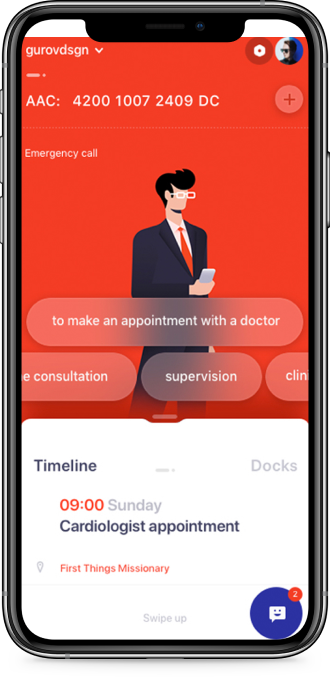 gurovdsgn
AAC: 4200 1007 2409 DC
Emergency call
to make an appointment with a doctor
e consultation
supervision
clini
Timeline
Docks
09:00 Sunday
Cardiologist appointment
First Things Missionary
Swipe up
2